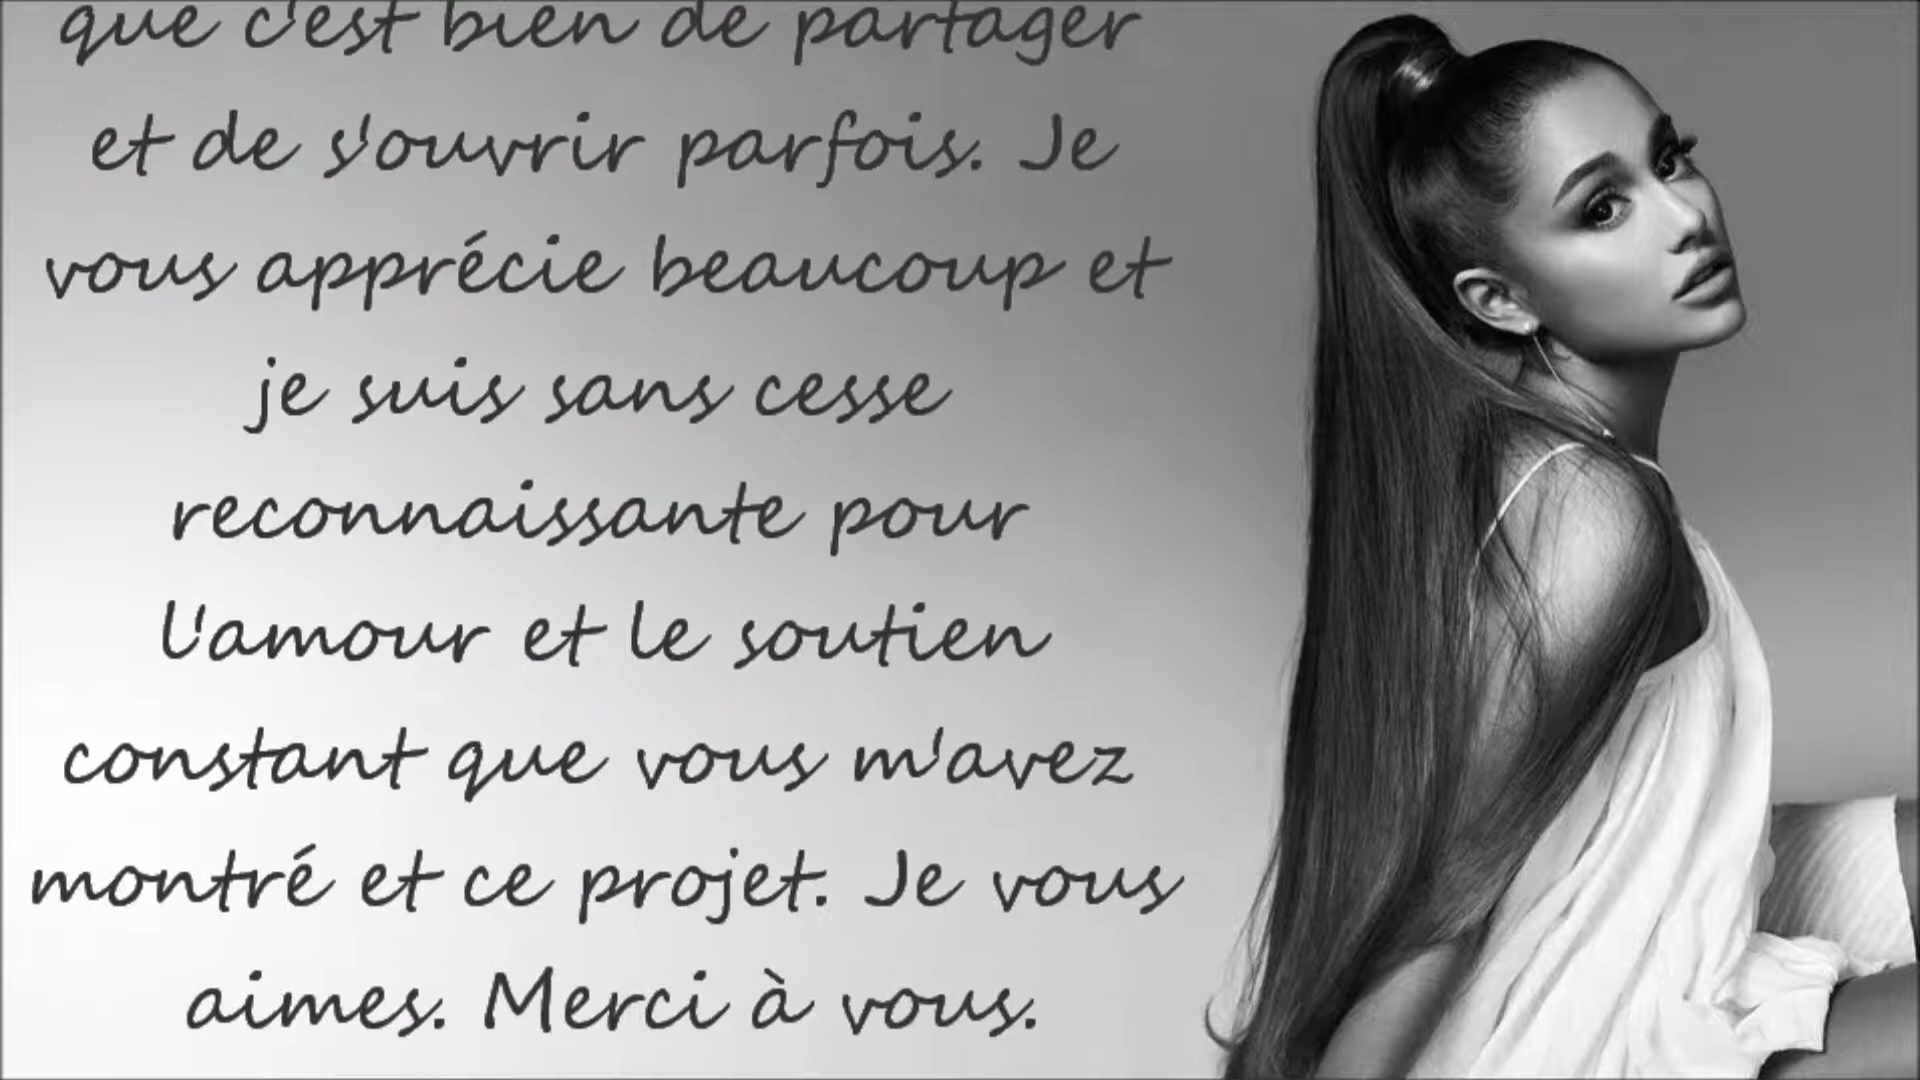 que c'est bien de partager
et de s'ouvrir parfois. Je
vous apprécie beaucoup et
je suis sans cesse
reconnaissante pour
l'amour et le soutien
constant que vous m'avez
montré et ce projet. Je vous
aimes. Merci à vous.